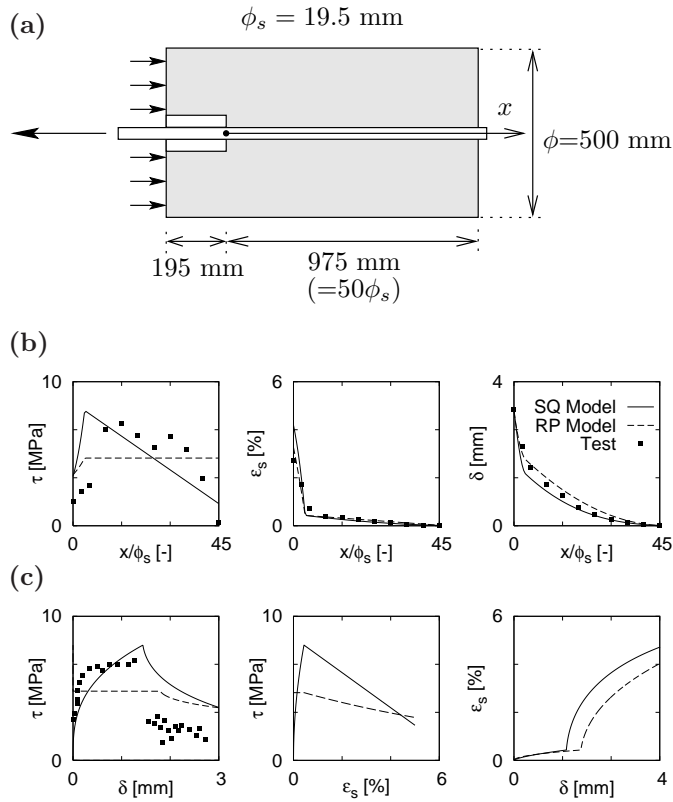 (a)
ϕs = 19.5 mm
x
ϕ=500 mm
195 mm
975 mm
(=50ϕs)
(b)
10
τ [MPa]
0
0
45
x/ϕs [-]
6
εs [%]
0
0
45
x/ϕs [-]
4
δ [mm]
0
0
45
x/ϕs [-]
SQ Model
RP Model
Test
(c)
10
τ [MPa]
0
0
3
δ [mm]
10
τ [MPa]
0
0
6
εs [%]
6
εs [%]
0
0
4
δ [mm]